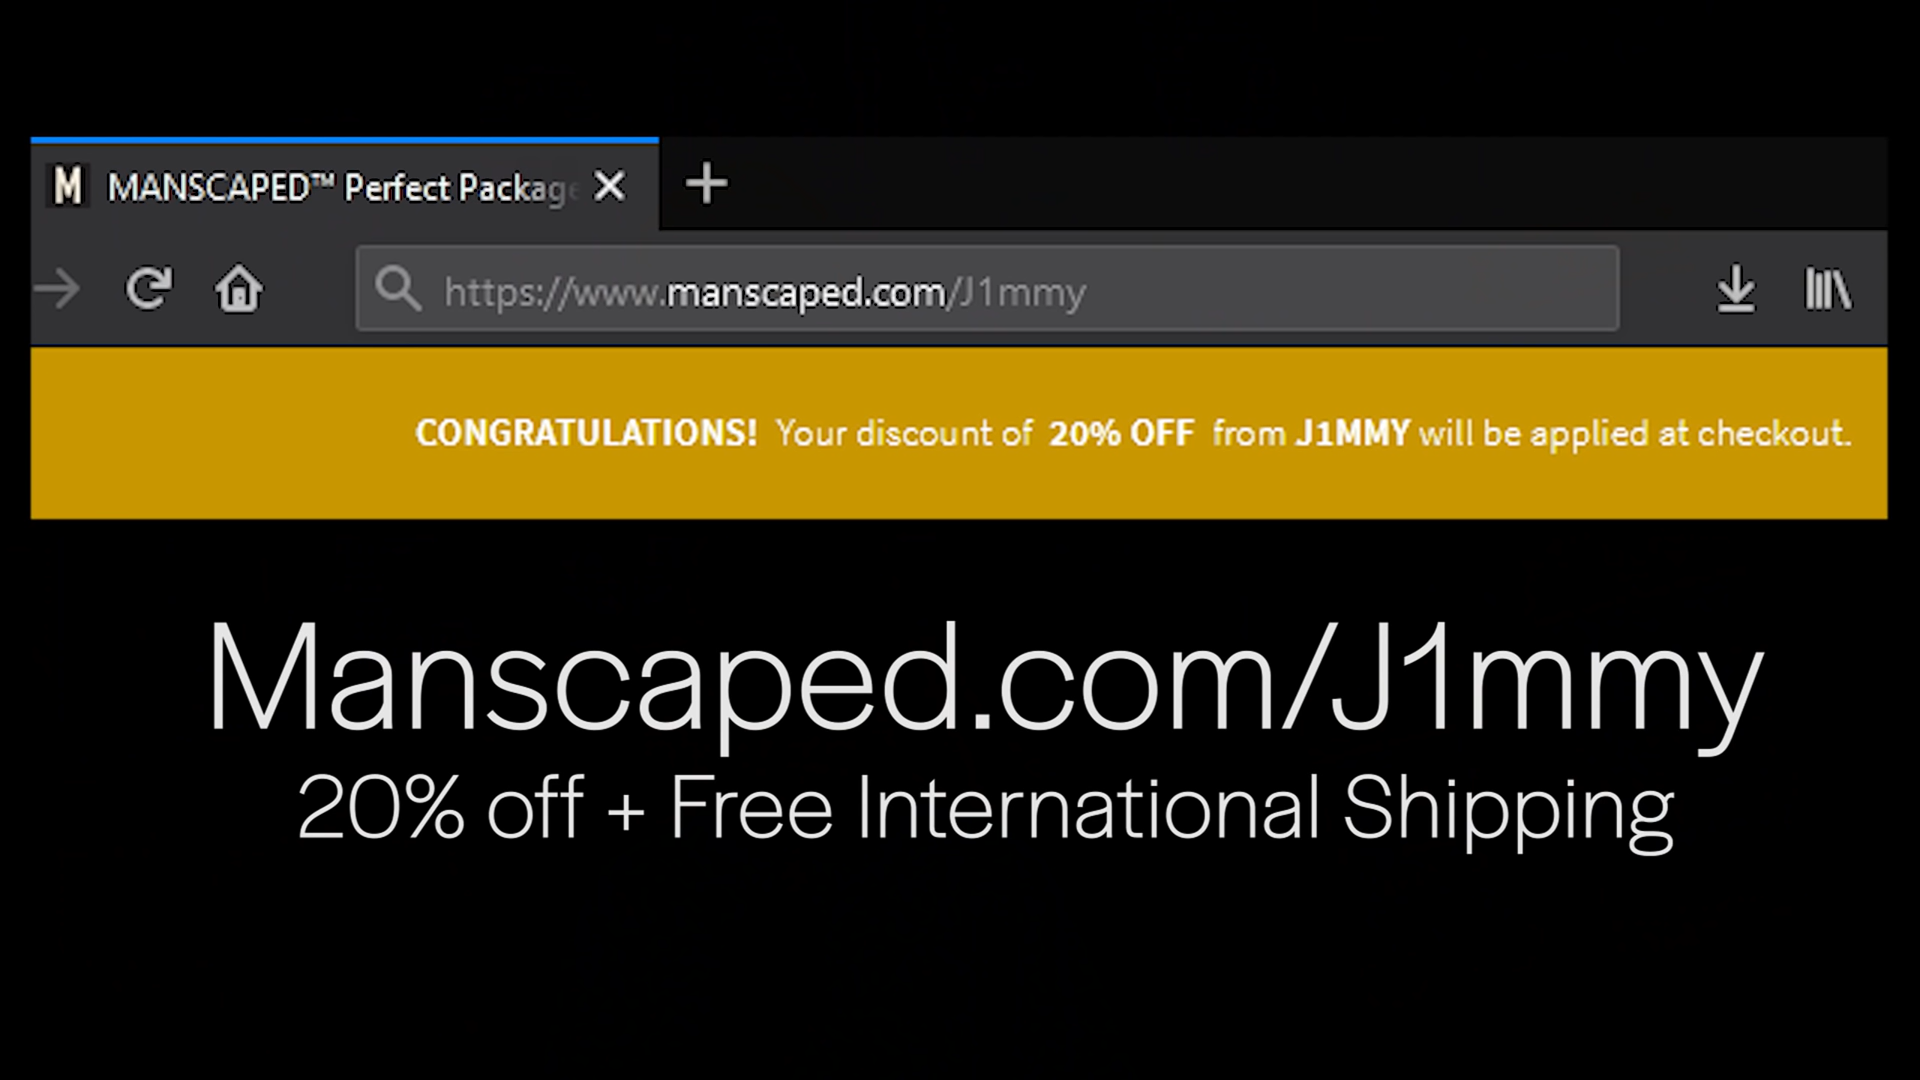 M MANSCAPED™ Perfect Package
https://www.manscaped.com/J1mmy
CONGRATULATIONS! Your discount of 20% OFF from J1MMY will be applied at checkout.
Manscaped.com/J1mmy
20% off + Free International Shipping